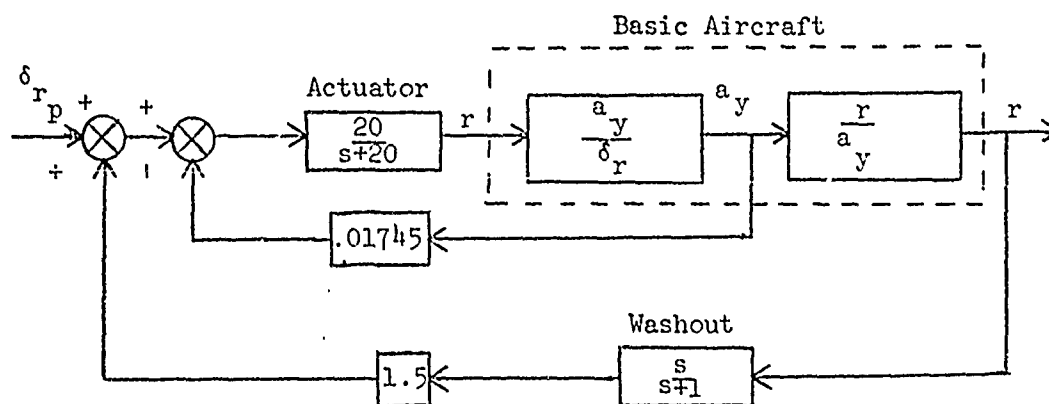 Basic Aircraft
δ r p
+
+
Actuator
20
s+20
r
a y
δ r
a y
r
a y
r
+
-
.01745
Washout
s
s+1
1.5